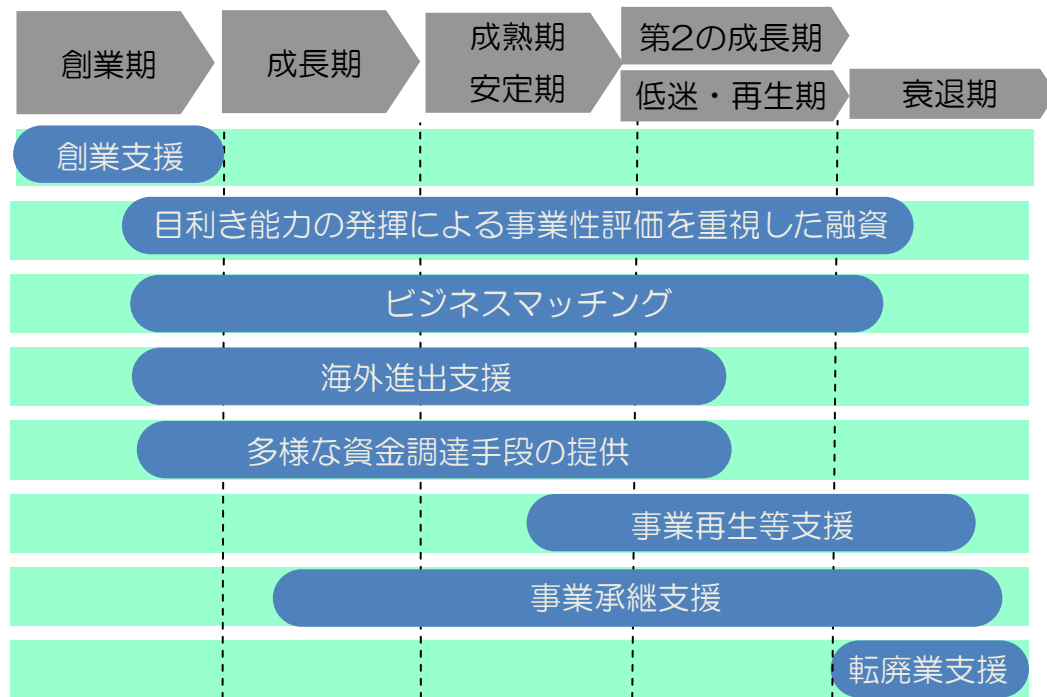 創業期
成長期
成熟期
安定期
第2の成長期
低迷・再生期
衰退期
創業支援
目利き能力の発揮による事業性評価を重視した融資
ビジネスマッチング
海外進出支援
多様な資金調達手段の提供
事業再生等支援
事業承継支援
転廃業支援